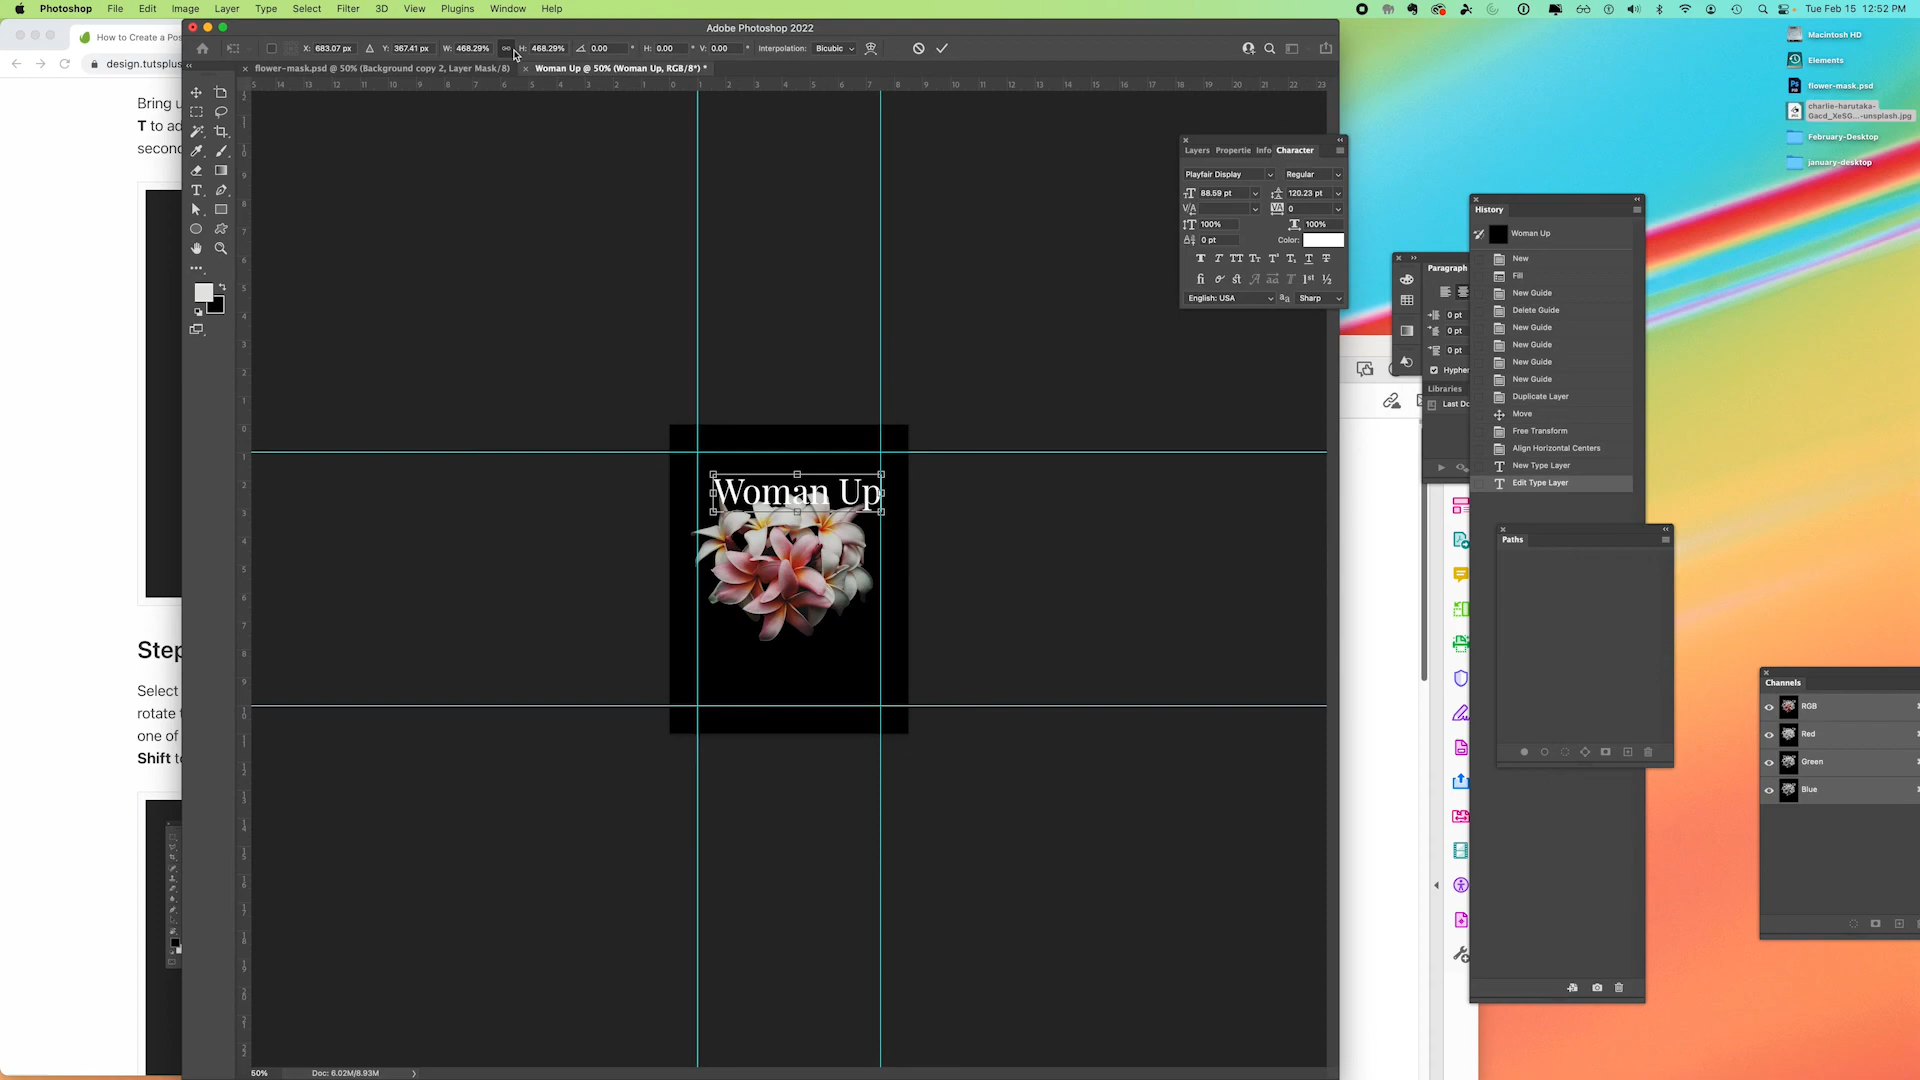 Photoshop File Edit Image Layer Type Select Filter 3D View Plugins Window Help
Tue Feb 15 12:52 PM
Adobe Photoshop 2022
How to Create a Pos
design.tutsplus
X: 683.07 px Y: 367.41 px W: 468.29% H: 468.29% 0.00 ° H: 0.00 ° V: 0.00 ° Interpolation: Bicubic
flower-mask.psd @ 50% (Background copy 2, Layer Mask/8)
Woman Up @ 50% (Woman Up, RGB/8*) *
Bring u
T to ad
second
Step
Select
rotate t
one of
Shift to
Woman Up
Layers Propertie Info Character
Playfair Display Regular
88.59 pt 120.23 pt
0
100% 100%
0 pt Color:
English: USA Sharp
Paragraph
0 pt
0 pt
0 pt
Hypher
Libraries
Last Do
History
Woman Up
New
Fill
New Guide
Delete Guide
New Guide
New Guide
New Guide
New Guide
Duplicate Layer
Move
Free Transform
Align Horizontal Centers
New Type Layer
Edit Type Layer
Paths
Channels
RGB
Red
Green
Blue
Macintosh HD
Elements
flower-mask.psd
charlie-harutaka-
Gacd_XeSG...-unsplash.jpg
February-Desktop
january-desktop
50% Doc: 6.02M/8.93M